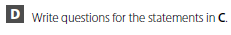 D Write questions for the statements in C.